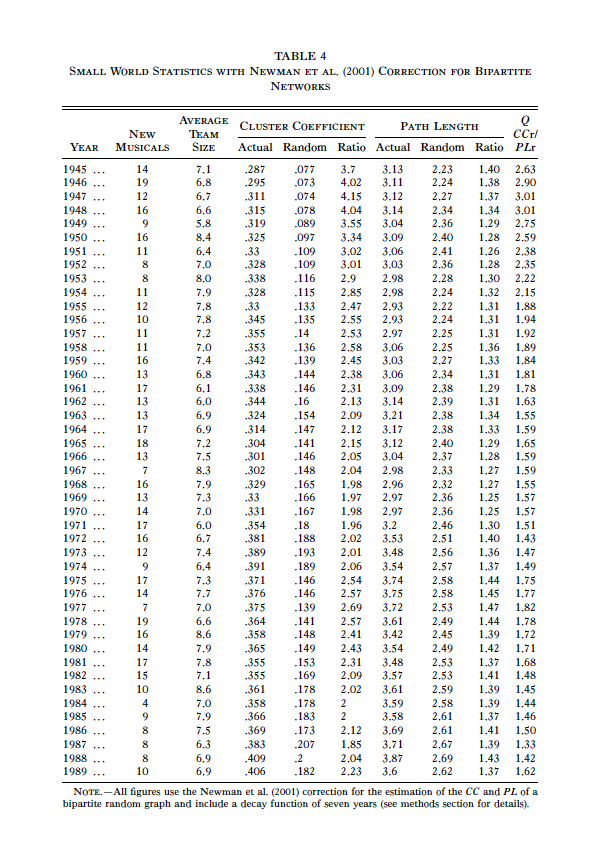 TABLE 4
Small World Statistics with Newman et al. (2001) Correction for Bipartite
Networks
Year New Musicals Average Team Size Cluster Coefficient Path Length Q CCr/PLr
Actual Random Ratio Actual Random Ratio
1945 ... 14 7.1 .287 .077 3.7 3.13 2.23 1.40 2.63
1946 ... 19 6.8 .295 .073 4.02 3.11 2.24 1.38 2.90
1947 ... 12 6.7 .311 .074 4.15 3.12 2.27 1.37 3.01
1948 ... 16 6.6 .315 .078 4.04 3.14 2.34 1.34 3.01
1949 ... 9 5.8 .319 .089 3.55 3.04 2.36 1.29 2.75
1950 ... 16 8.4 .325 .097 3.34 3.09 2.40 1.28 2.59
1951 ... 11 6.4 .33 .109 3.02 3.06 2.41 1.26 2.38
1952 ... 8 7.0 .328 .109 3.01 3.03 2.36 1.28 2.35
1953 ... 8 8.0 .338 .116 2.9 2.98 2.28 1.30 2.22
1954 ... 11 7.9 .328 .115 2.85 2.98 2.24 1.32 2.15
1955 ... 12 7.8 .33 .133 2.47 2.93 2.22 1.31 1.88
1956 ... 10 7.8 .345 .135 2.55 2.93 2.24 1.31 1.94
1957 ... 11 7.2 .355 .14 2.53 2.97 2.25 1.31 1.92
1958 ... 11 7.0 .353 .136 2.58 3.06 2.25 1.36 1.89
1959 ... 16 7.4 .342 .139 2.45 3.03 2.27 1.33 1.84
1960 ... 13 6.8 .343 .144 2.38 3.06 2.34 1.31 1.81
1961 ... 17 6.1 .338 .146 2.31 3.09 2.38 1.29 1.78
1962 ... 13 6.0 .344 .16 2.13 3.14 2.39 1.31 1.63
1963 ... 13 6.9 .324 .154 2.09 3.21 2.38 1.34 1.55
1964 ... 17 6.9 .314 .147 2.12 3.17 2.38 1.33 1.59
1965 ... 18 7.2 .304 .141 2.15 3.12 2.40 1.29 1.65
1966 ... 13 7.5 .301 .146 2.05 3.04 2.37 1.28 1.59
1967 ... 7 8.3 .302 .148 2.04 2.98 2.33 1.27 1.59
1968 ... 16 7.9 .329 .165 1.98 2.96 2.32 1.27 1.55
1969 ... 13 7.3 .33 .166 1.97 2.97 2.36 1.25 1.57
1970 ... 14 7.0 .331 .167 1.98 2.97 2.36 1.25 1.57
1971 ... 17 6.0 .354 .18 1.96 3.2 2.46 1.30 1.51
1972 ... 16 6.7 .381 .188 2.02 3.53 2.51 1.40 1.43
1973 ... 12 7.4 .389 .193 2.01 3.48 2.56 1.36 1.47
1974 ... 9 6.4 .391 .189 2.06 3.54 2.57 1.37 1.49
1975 ... 17 7.3 .371 .146 2.54 3.74 2.58 1.44 1.75
1976 ... 14 7.7 .376 .146 2.57 3.75 2.58 1.45 1.77
1977 ... 7 7.0 .375 .139 2.69 3.72 2.53 1.47 1.82
1978 ... 19 6.6 .364 .141 2.57 3.61 2.49 1.44 1.78
1979 ... 16 8.6 .358 .148 2.41 3.42 2.45 1.39 1.72
1980 ... 14 7.9 .365 .149 2.43 3.54 2.49 1.42 1.71
1981 ... 17 7.8 .355 .153 2.31 3.48 2.53 1.37 1.68
1982 ... 15 7.1 .355 .169 2.09 3.57 2.53 1.41 1.48
1983 ... 10 8.6 .361 .178 2.02 3.61 2.59 1.39 1.45
1984 ... 4 7.0 .358 .178 2 3.59 2.58 1.39 1.44
1985 ... 9 7.9 .366 .183 2 3.58 2.61 1.37 1.46
1986 ... 8 7.5 .369 .173 2.12 3.69 2.61 1.41 1.50
1987 ... 8 6.3 .383 .207 1.85 3.71 2.67 1.39 1.33
1988 ... 8 6.9 .409 .2 2.04 3.87 2.69 1.43 1.42
1989 ... 10 6.9 .406 .182 2.23 3.6 2.62 1.37 1.62
Note.—All figures use the Newman et al. (2001) correction for the estimation of the CC and PL of a
bipartite random graph and include a decay function of seven years (see methods section for details).